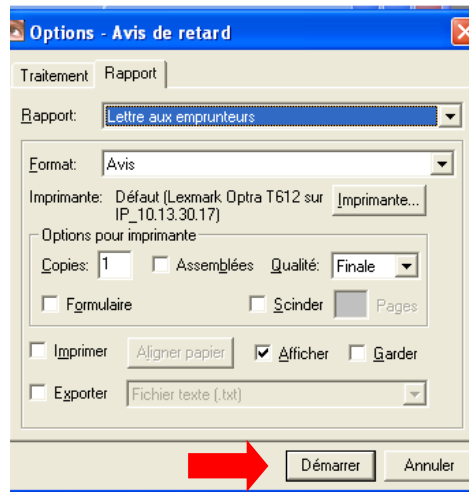 Options - Avis de retard
Traitement Rapport
Rapport: Lettre aux emprunteurs
Format: Avis
Imprimante: Défaut (Lexmark Optra T612 sur IP_10.13.30.17) Imprimante...
Options pour imprimante
Copies: 1 Assemblées Qualité: Finale
Formulaire Scinder Pages
Imprimer Aligner papier Afficher Garder
Exporter Fichier texte (.txt)
Démarrer Annuler